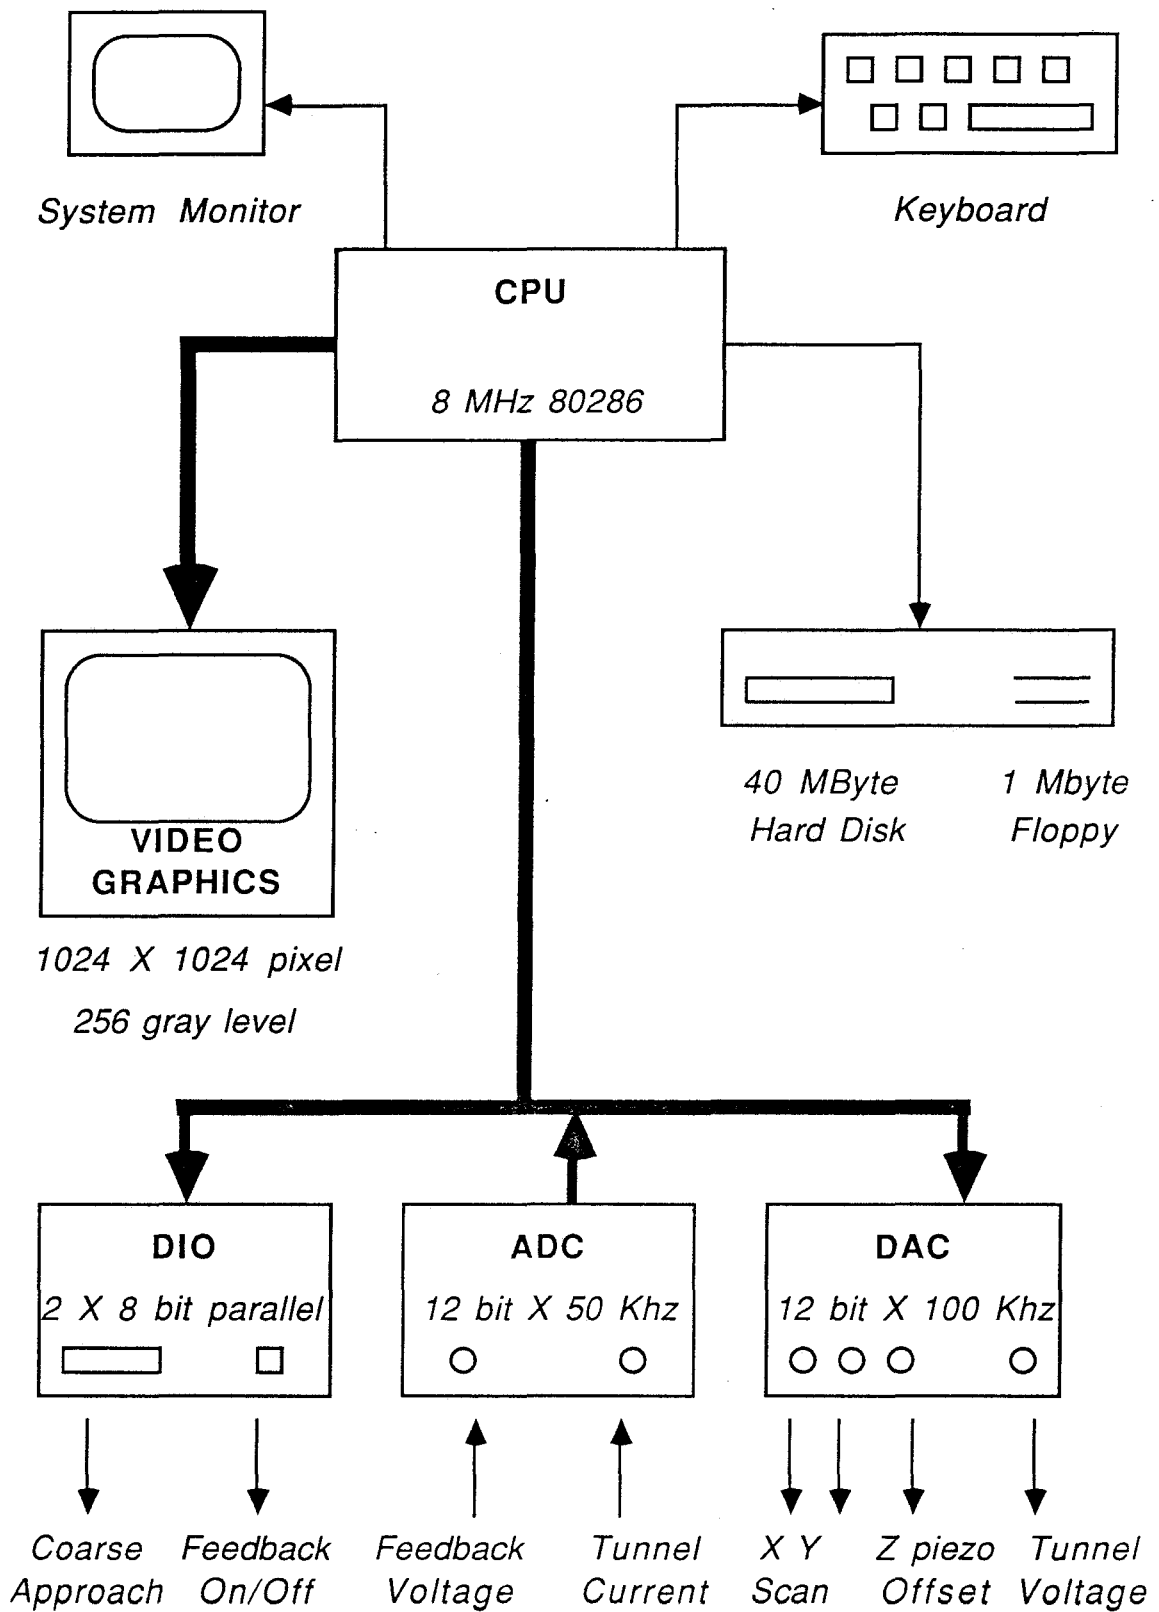 System Monitor
Keyboard
CPU
8 MHz 80286
40 MByte
Hard Disk
1 Mbyte
Floppy
VIDEO
GRAPHICS
1024 X 1024 pixel
256 gray level
DIO
2 X 8 bit parallel
ADC
12 bit X 50 Khz
DAC
12 bit X 100 Khz
Coarse
Approach
Feedback
On/Off
Feedback
Voltage
Tunnel
Current
X Y
Scan
Z piezo
Offset
Tunnel
Voltage